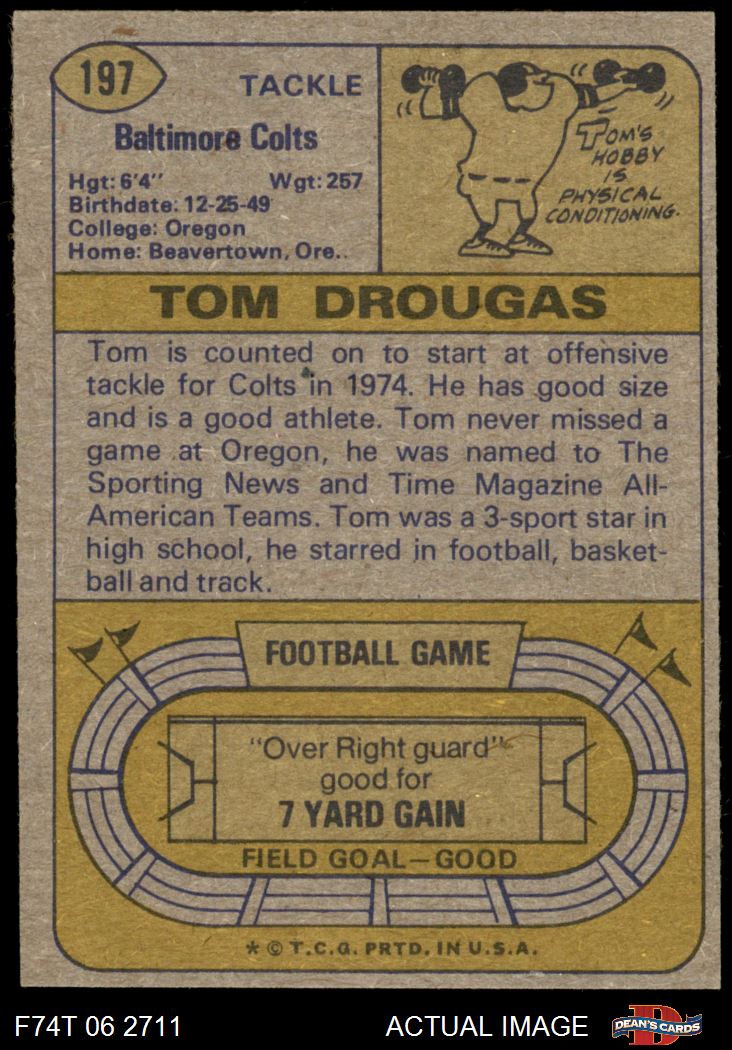 197
TACKLE
Baltimore Colts
Hgt: 6'4'' Wgt: 257
Birthdate: 12-25-49
College: Oregon
Home: Beavertown, Ore..
TOM'S
HOBBY
IS
PHYSICAL
CONDITIONING.
TOM DROUGAS
Tom is counted on to start at offensive
tackle for Colts in 1974. He has good size
and is a good athlete. Tom never missed a
game at Oregon, he was named to The
Sporting News and Time Magazine All-
American Teams. Tom was a 3-sport star in
high school, he starred in football, basket-
ball and track.
FOOTBALL GAME
"Over Right guard"
good for
7 YARD GAIN
FIELD GOAL—GOOD
* © T.C.G. PRTD. IN U.S.A.
F74T 06 2711 ACTUAL IMAGE
D
DEAN'S CARDS